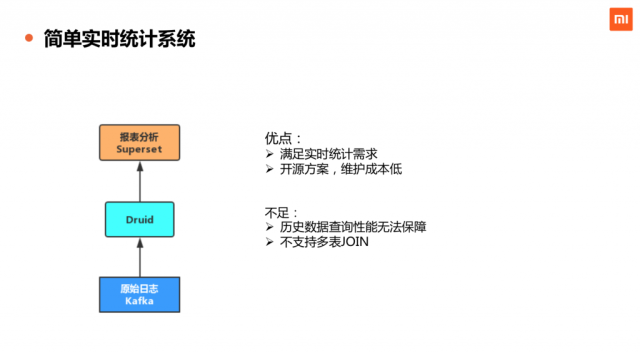 mi
简单实时统计系统
报表分析
Superset
Druid
原始日志
Kafka
优点：
➢ 满足实时统计需求
➢ 开源方案，维护成本低
不足：
➢ 历史数据查询性能无法保障
➢ 不支持多表JOIN